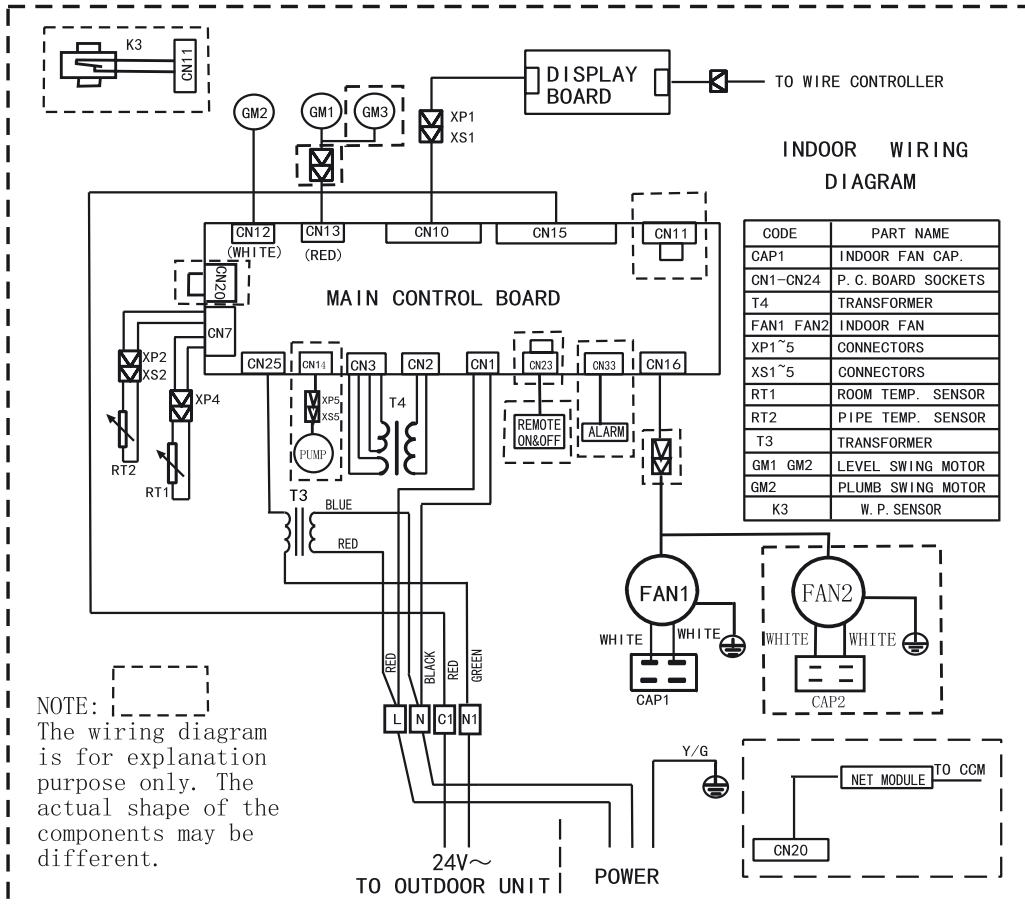 K3
CN11
GM2
GM1
GM3
XP1
XS1
DISPLAY
BOARD
TO WIRE CONTROLLER
INDOOR WIRING
DIAGRAM
CN12
(WHITE)
CN13
(RED)
CN10
CN15
CN11
CN20
MAIN CONTROL BOARD
CN7
XP2
XS2
XP4
RT2
RT1
CN25
CN14
CN3
CN2
CN1
CN23
CN33
CN16
XP5
XS5
PUMP
T4
REMOTE
ON&OFF
ALARM
CODE PART NAME
CAP1 INDOOR FAN CAP.
CN1-CN24 P.C.BOARD SOCKETS
T4 TRANSFORMER
FAN1 FAN2 INDOOR FAN
XP1~5 CONNECTORS
XS1~5 CONNECTORS
RT1 ROOM TEMP. SENSOR
RT2 PIPE TEMP. SENSOR
T3 TRANSFORMER
GM1 GM2 LEVEL SWING MOTOR
GM2 PLUMB SWING MOTOR
K3 W.P.SENSOR
T3
BLUE
RED
FAN1
FAN2
WHITE
WHITE
WHITE
WHITE
CAP1
CAP2
RED
BLACK
RED
GREEN
L
N
C1
N1
NOTE:
The wiring diagram
is for explanation
purpose only. The
actual shape of the
components may be
different.
24V～
TO OUTDOOR UNIT
POWER
Y/G
NET MODULE
TO CCM
CN20